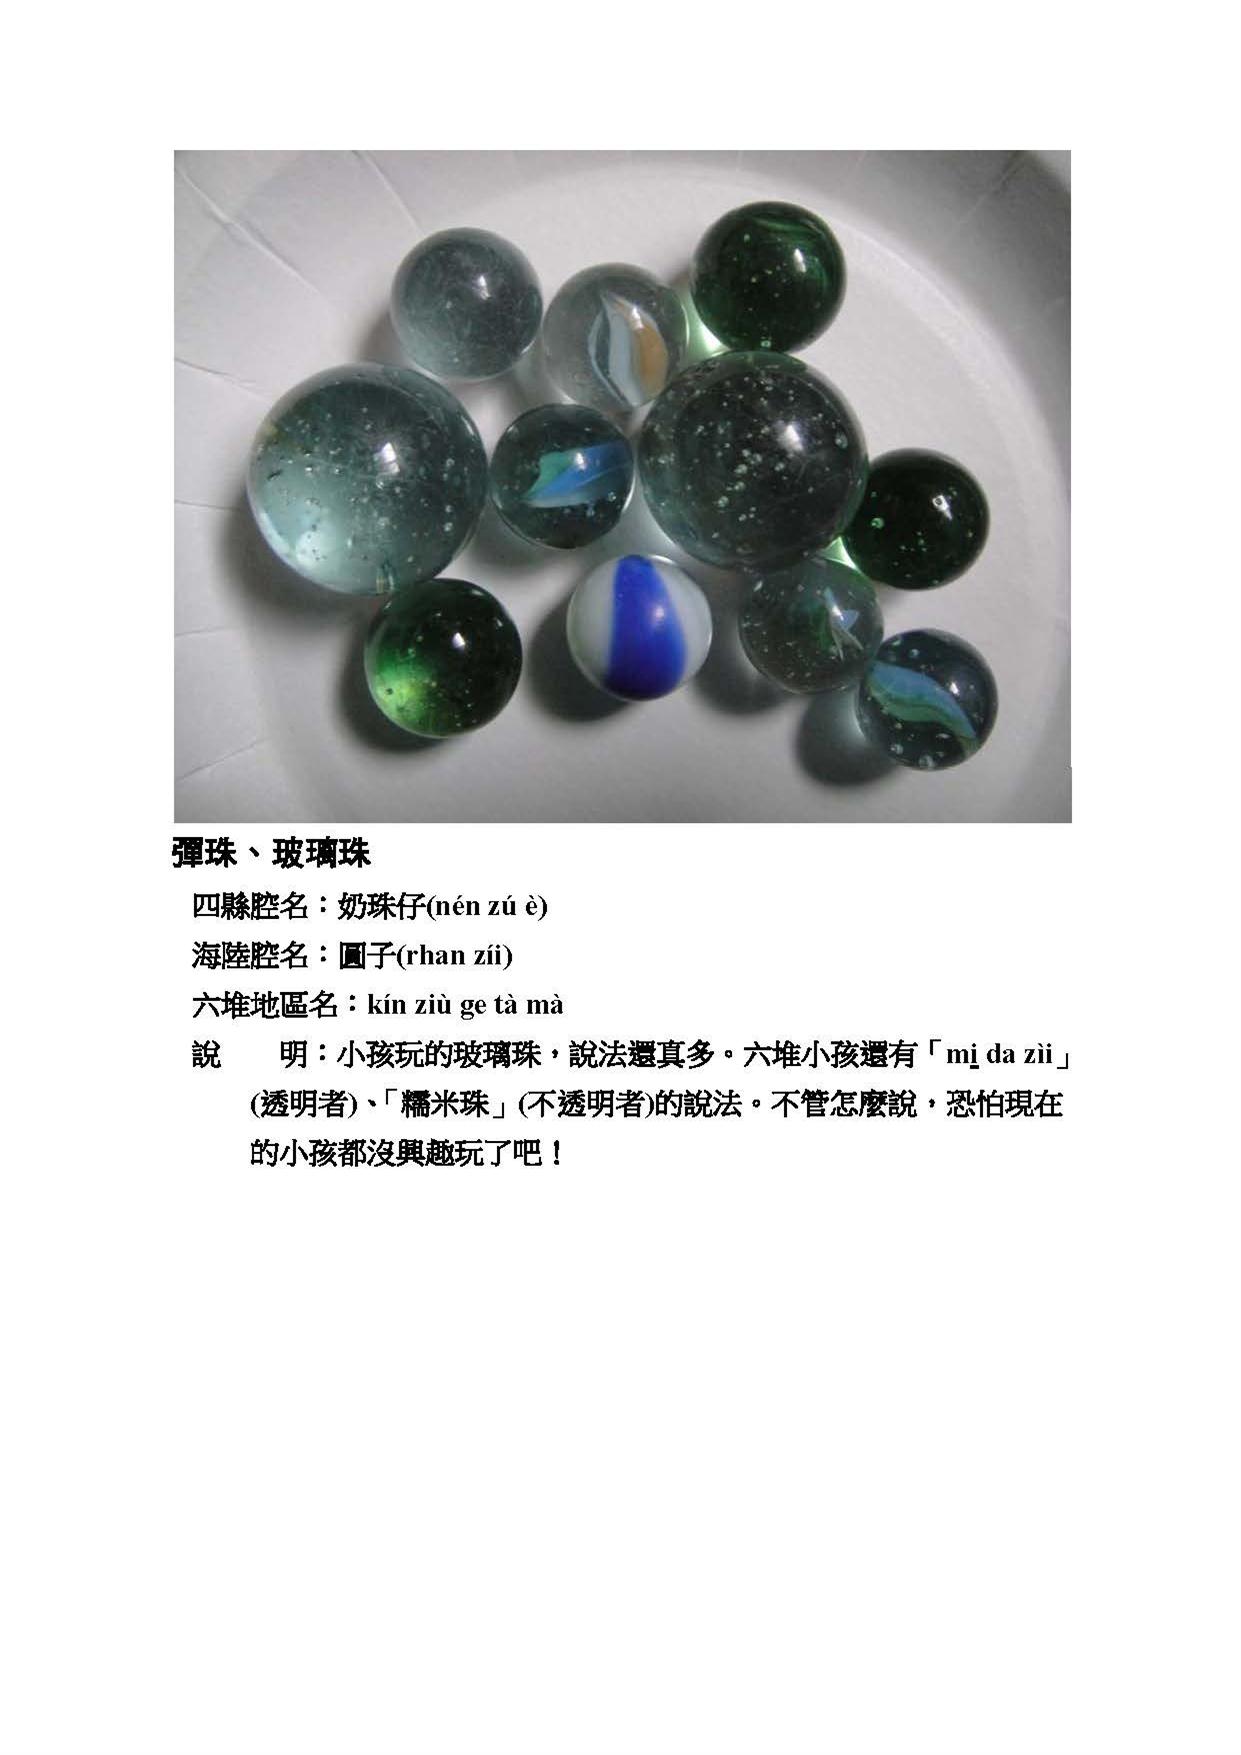 彈珠、玻璃珠
四縣腔名：奶珠仔(nén zú è)
海陸腔名：圓子(rhan zíi)
六堆地區名：kín ziù ge tà mà
說　　明：小孩玩的玻璃珠，說法還真多。六堆小孩還有「mi da zìi」
(透明者)、「糯米珠」(不透明者)的說法。不管怎麼說，恐怕現在
的小孩都沒興趣玩了吧！